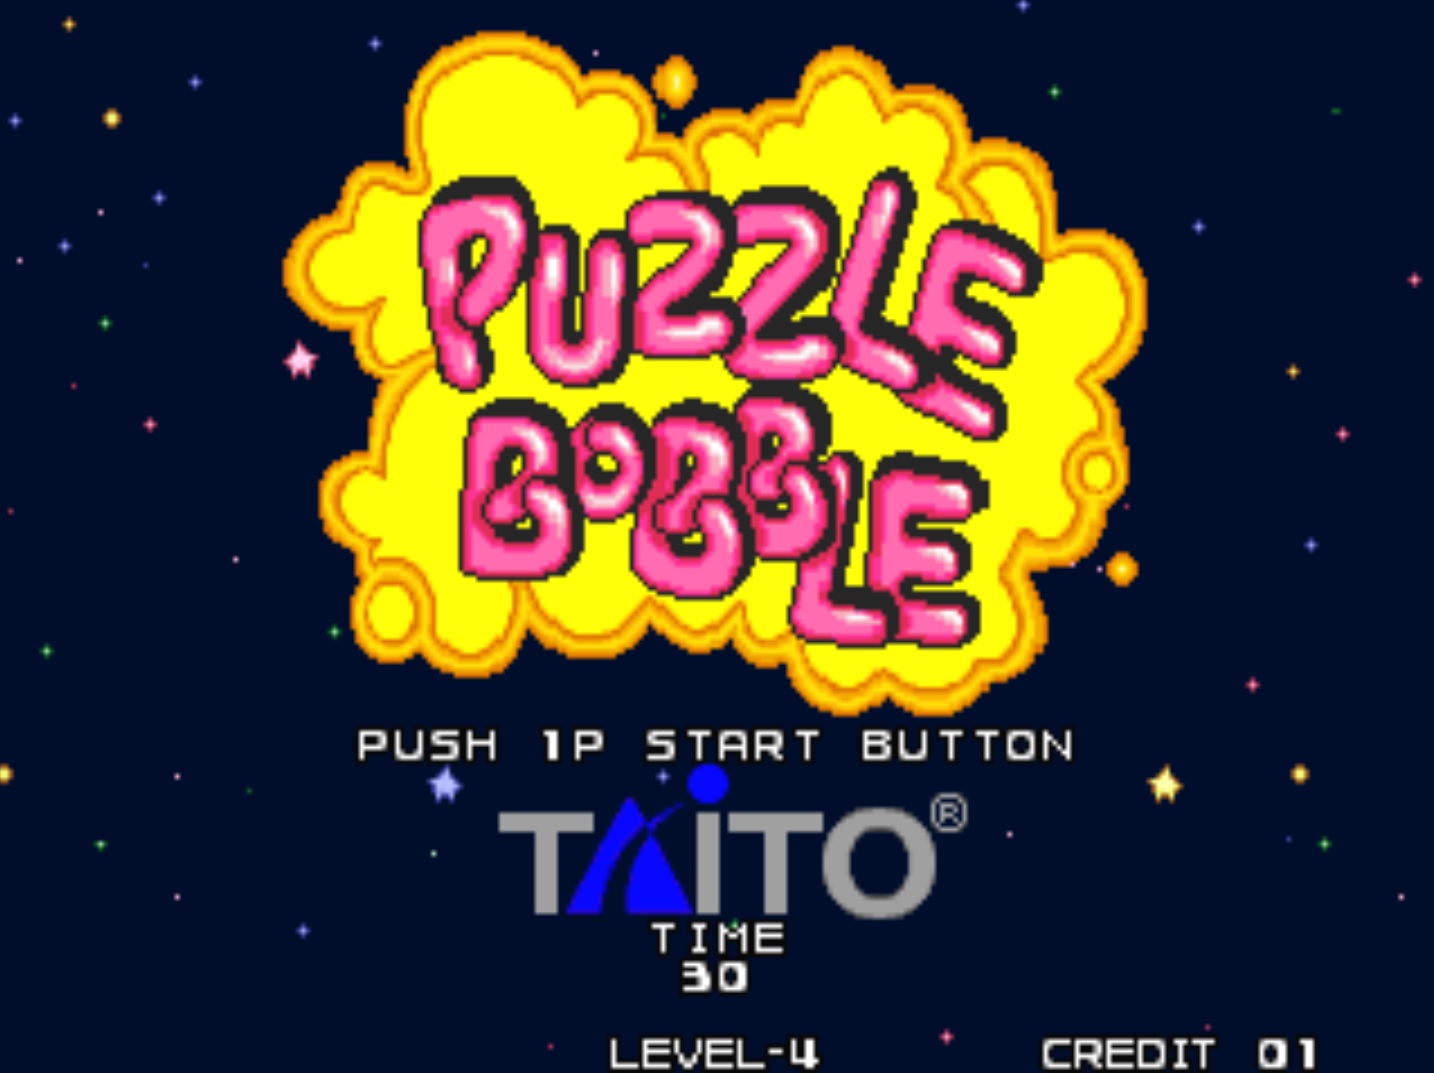 PUZZLE
BOBBLE
PUSH 1P START BUTTON
TAITO®
TIME
30
LEVEL-4
CREDIT 01